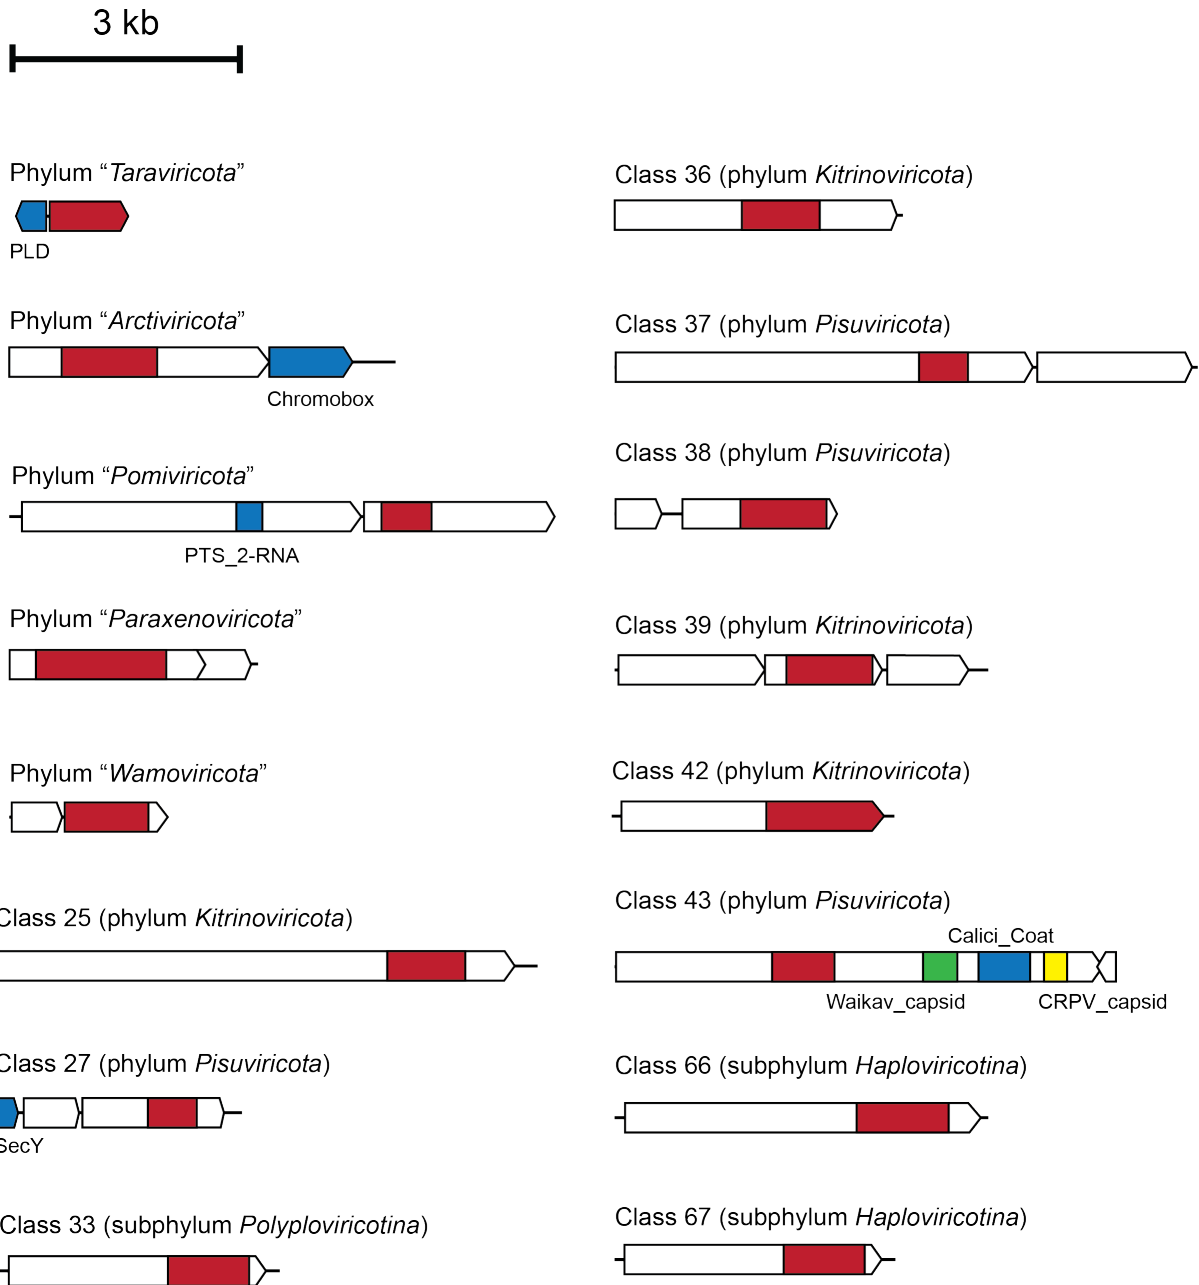 3 kb
Phylum “Taraviricota”
PLD
Phylum “Arctiviricota”
Chromobox
Phylum “Pomiviricota”
PTS_2-RNA
Phylum “Paraxenoviricota”
Phylum “Wamoviricota”
Class 25 (phylum Kitrinoviricota)
Class 27 (phylum Pisuviricota)
SecY
Class 33 (subphylum Polyploviricotina)
Class 36 (phylum Kitrinoviricota)
Class 37 (phylum Pisuviricota)
Class 38 (phylum Pisuviricota)
Class 39 (phylum Kitrinoviricota)
Class 42 (phylum Kitrinoviricota)
Class 43 (phylum Pisuviricota)
Calici_Coat
Waikav_capsid
CRPV_capsid
Class 66 (subphylum Haploviricotina)
Class 67 (subphylum Haploviricotina)